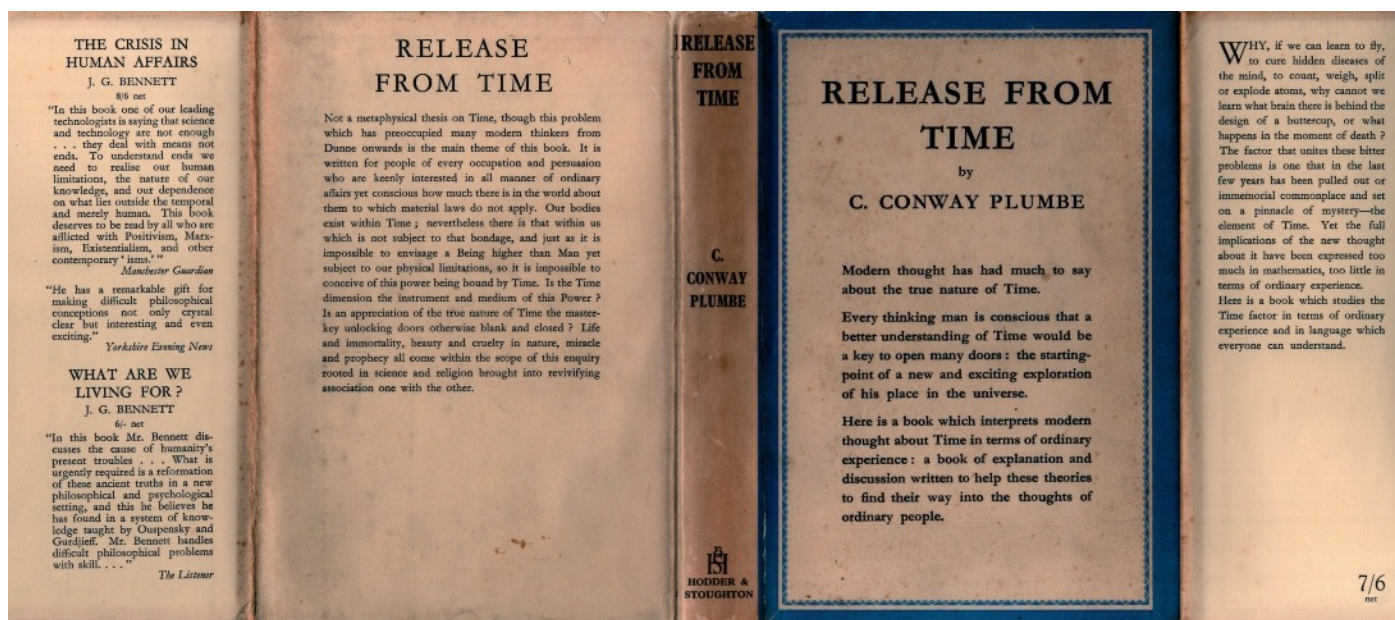 THE CRISIS IN
HUMAN AFFAIRS
J. G. BENNETT
8/6 net
"In this book one of our leading
technologists is saying that science
and technology are not enough
. . . they deal with means not
ends. To understand ends we
need to realise our human
limitations, the nature of our
knowledge, and our dependence
on what lies outside the temporal
and merely human. This book
deserves to be read by all who are
afflicted with Positivism, Marx-
ism, Existentialism, and other
contemporary ' isms.' "
Manchester Guardian
"He has a remarkable gift for
making difficult philosophical
conceptions not only crystal
clear but interesting and even
exciting."
Yorkshire Evening News
WHAT ARE WE
LIVING FOR ?
J. G. BENNETT
6/- net
"In this book Mr. Bennett dis-
cusses the cause of humanity's
present troubles . . . What is
urgently required is a reformation
of these ancient truths in a new
philosophical and psychological
setting, and this he believes he
has found in a system of know-
ledge taught by Ouspensky and
Gurdjieff. Mr. Bennett handles
difficult philosophical problems
with skill. . . ."
The Listener
RELEASE
FROM TIME
Not a metaphysical thesis on Time, though this problem
which has preoccupied many modern thinkers from
Dunne onwards is the main theme of this book. It is
written for people of every occupation and persuasion
who are keenly interested in all manner of ordinary
affairs yet conscious how much there is in the world about
them to which material laws do not apply. Our bodies
exist within Time ; nevertheless there is that within us
which is not subject to that bondage, and just as it is
impossible to envisage a Being higher than Man yet
subject to our physical limitations, so it is impossible to
conceive of this power being bound by Time. Is the Time
dimension the instrument and medium of this Power ?
Is an appreciation of the true nature of Time the master-
key unlocking doors otherwise blank and closed ? Life
and immortality, beauty and cruelty in nature, miracle
and prophecy all come within the scope of this enquiry
rooted in science and religion brought into revivifying
association one with the other.
RELEASE
FROM
TIME
C.
CONWAY
PLUMBE
H&S
HODDER &
STOUGHTON
RELEASE FROM
TIME
by
C. CONWAY PLUMBE
Modern thought has had much to say
about the true nature of Time.
Every thinking man is conscious that a
better understanding of Time would be
a key to open many doors : the starting-
point of a new and exciting exploration
of his place in the universe.
Here is a book which interprets modern
thought about Time in terms of ordinary
experience : a book of explanation and
discussion written to help these theories
to find their way into the thoughts of
ordinary people.
WHY, if we can learn to fly,
to cure hidden diseases of
the mind, to count, weigh, split
or explode atoms, why cannot we
learn what brain there is behind the
design of a buttercup, or what
happens in the moment of death ?
The factor that unites these bitter
problems is one that in the last
few years has been pulled out or
immemorial commonplace and set
on a pinnacle of mystery—the
element of Time. Yet the full
implications of the new thought
about it have been expressed too
much in mathematics, too little in
terms of ordinary experience.
Here is a book which studies the
Time factor in terms of ordinary
experience and in language which
everyone can understand.
7/6
net